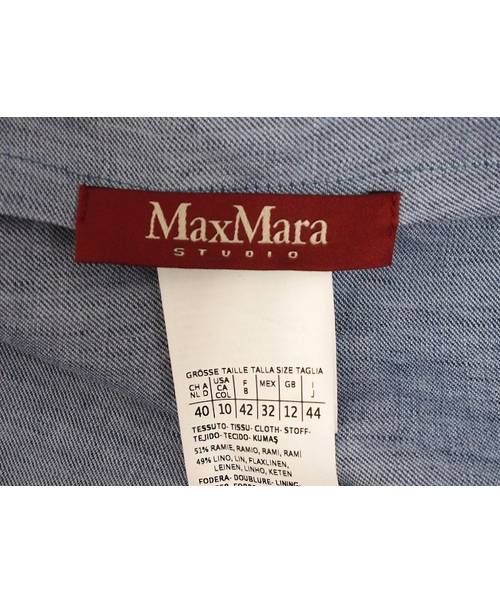 MaxMara
STUDIO
GRÖSSE TAILLE TALLA SIZE TAGLIA
CH A NL D USA CA COL F B MEX GB I J
40 10 42 32 12 44
TESSUTO- TISSU- CLOTH- STOFF-
TEJIDO- TECIDO- KUMAŞ
51% RAMIE, RAMIO, RAMI, RAMI
49% LINO, LIN, FLAXLINEN,
LEINEN, LINHO, KETEN
FODERA- DOUBLURE- LINING-